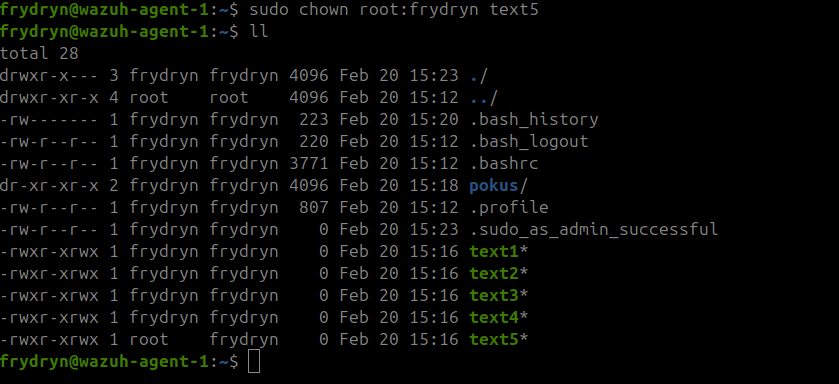 frydryn@wazuh-agent-1:~$ sudo chown root:frydryn text5
frydryn@wazuh-agent-1:~$ ll
total 28
drwxr-x--- 3 frydryn frydryn 4096 Feb 20 15:23 ./
drwxr-xr-x 4 root    root    4096 Feb 20 15:12 ../
-rw------- 1 frydryn frydryn  223 Feb 20 15:20 .bash_history
-rw-r--r-- 1 frydryn frydryn  220 Feb 20 15:12 .bash_logout
-rw-r--r-- 1 frydryn frydryn 3771 Feb 20 15:12 .bashrc
dr-xr-xr-x 2 frydryn frydryn 4096 Feb 20 15:18 pokus/
-rw-r--r-- 1 frydryn frydryn  807 Feb 20 15:12 .profile
-rw-r--r-- 1 frydryn frydryn    0 Feb 20 15:23 .sudo_as_admin_successful
-rwxr-xrwx 1 frydryn frydryn    0 Feb 20 15:16 text1*
-rwxr-xrwx 1 frydryn frydryn    0 Feb 20 15:16 text2*
-rwxr-xrwx 1 frydryn frydryn    0 Feb 20 15:16 text3*
-rwxr-xrwx 1 frydryn frydryn    0 Feb 20 15:16 text4*
-rwxr-xrwx 1 root    frydryn    0 Feb 20 15:16 text5*
frydryn@wazuh-agent-1:~$